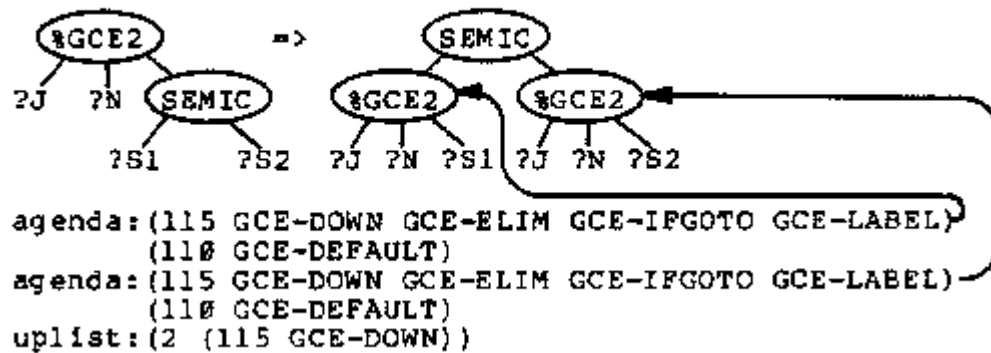 %GCE2 => SEMIC
?J ?N SEMIC %GCE2 %GCE2
?S1 ?S2 ?J ?N ?S1 ?J ?N ?S2
agenda:(115 GCE-DOWN GCE-ELIM GCE-IFGOTO GCE-LABEL)
(110 GCE-DEFAULT)
agenda:(115 GCE-DOWN GCE-ELIM GCE-IFGOTO GCE-LABEL)
(110 GCE-DEFAULT)
uplist:(2 (115 GCE-DOWN))